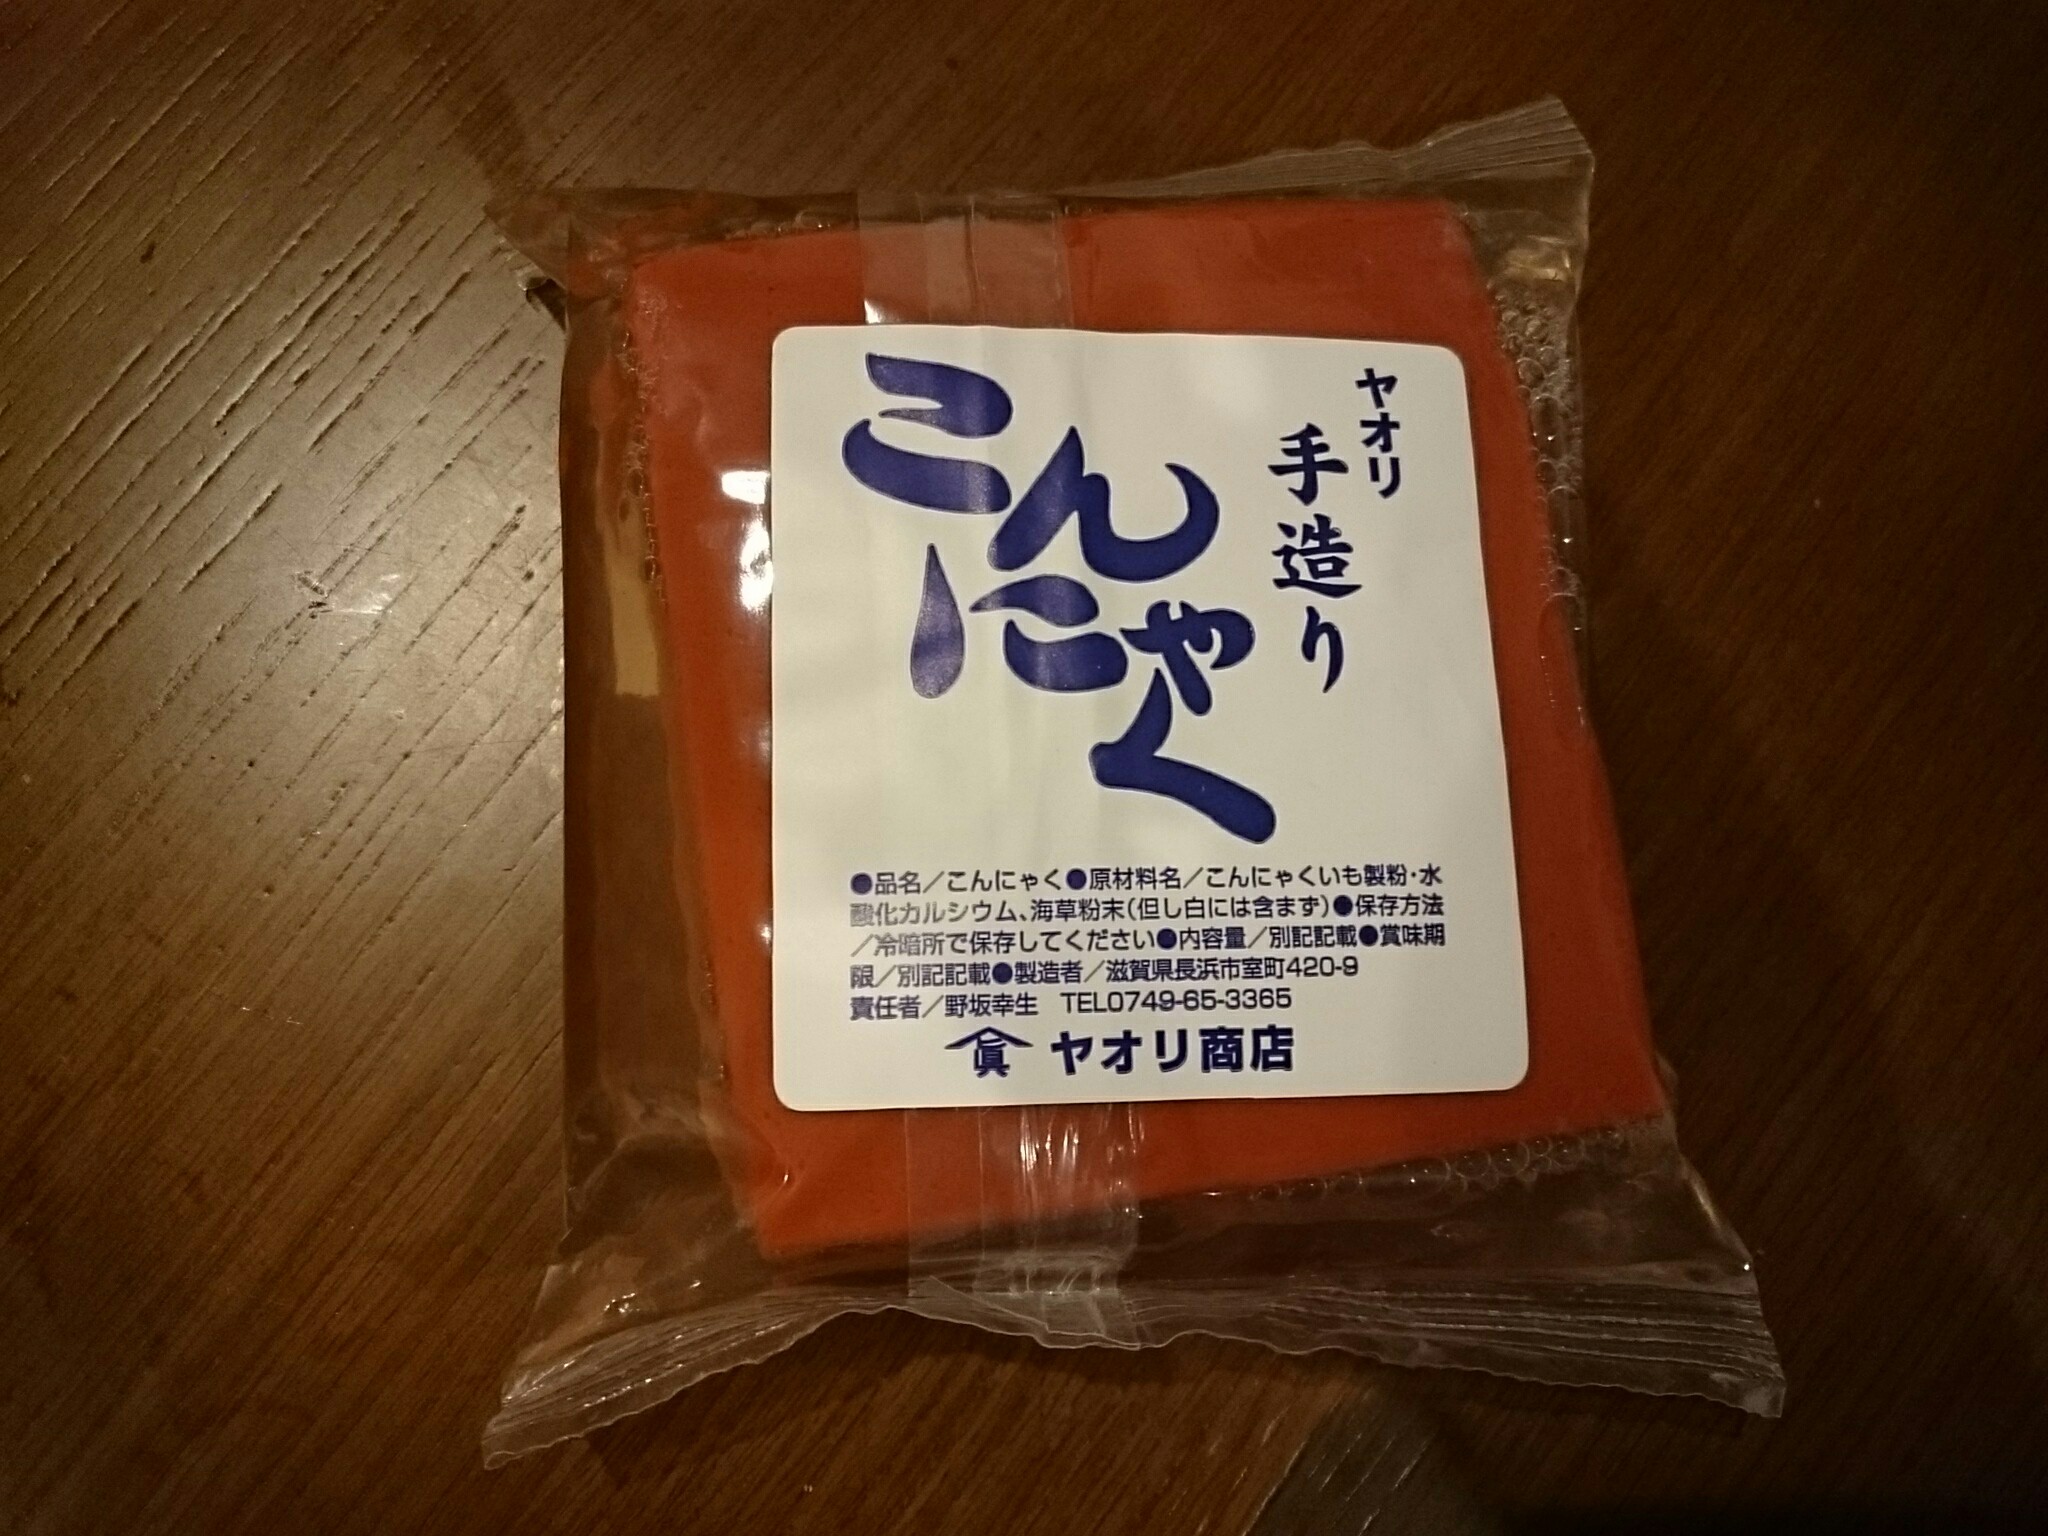 ヤオリ
手造り
こんにゃく
●品名／こんにゃく●原材料名／こんにゃくいも製粉・水
酸化カルシウム、海草粉末(但し白には含まず)●保存方法
／冷暗所で保存してください●内容量／別記記載●賞味期
限／別記記載●製造者／滋賀県長浜市室町420-9
責任者／野坂幸生　TEL0749-65-3365
眞 ヤオリ商店